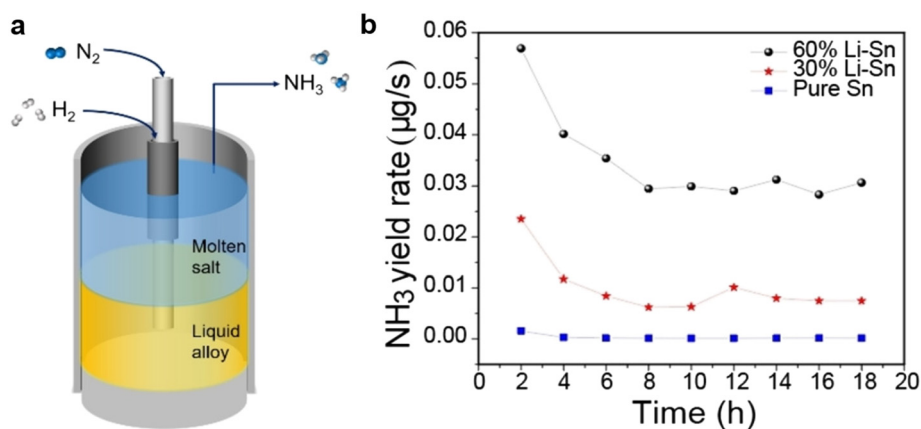 a
N₂
H₂
NH₃
Molten
salt
Liquid
alloy
b
NH₃ yield rate (µg/s)
0.06
0.05
0.04
0.03
0.02
0.01
0.00
60% Li-Sn
30% Li-Sn
Pure Sn
0 2 4 6 8 10 12 14 16 18 20
Time (h)